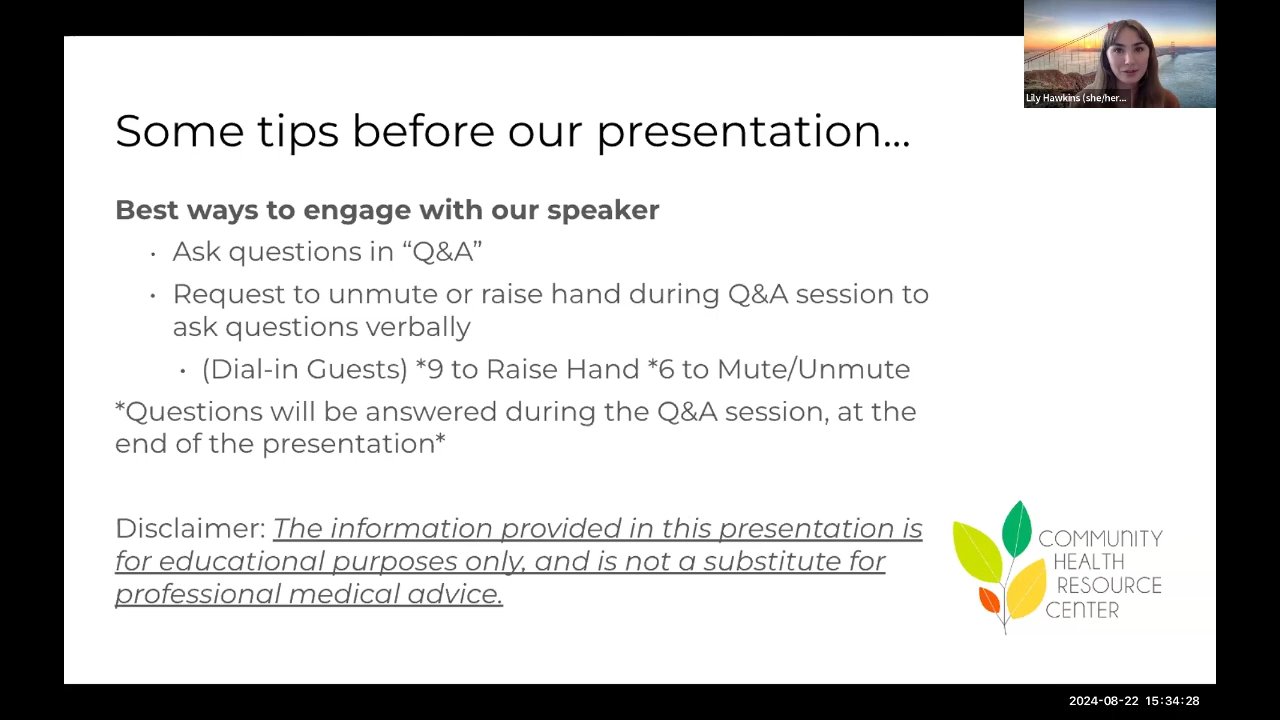 Lily Hawkins (she/her...
Some tips before our presentation...
Best ways to engage with our speaker
• Ask questions in “Q&A”
• Request to unmute or raise hand during Q&A session to
ask questions verbally
• (Dial-in Guests) *9 to Raise Hand *6 to Mute/Unmute
*Questions will be answered during the Q&A session, at the
end of the presentation*
Disclaimer: The information provided in this presentation is
for educational purposes only, and is not a substitute for
professional medical advice.
COMMUNITY
HEALTH
RESOURCE
CENTER
2024-08-22 15:34:28